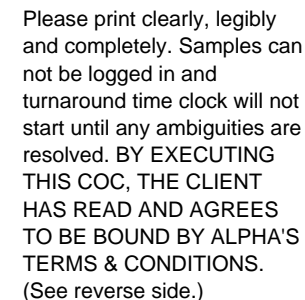 Please print clearly, legibly
and completely. Samples can
not be logged in and
turnaround time clock will not
start until any ambiguities are
resolved. BY EXECUTING
THIS COC, THE CLIENT
HAS READ AND AGREES
TO BE BOUND BY ALPHA'S
TERMS & CONDITIONS.
(See reverse side.)